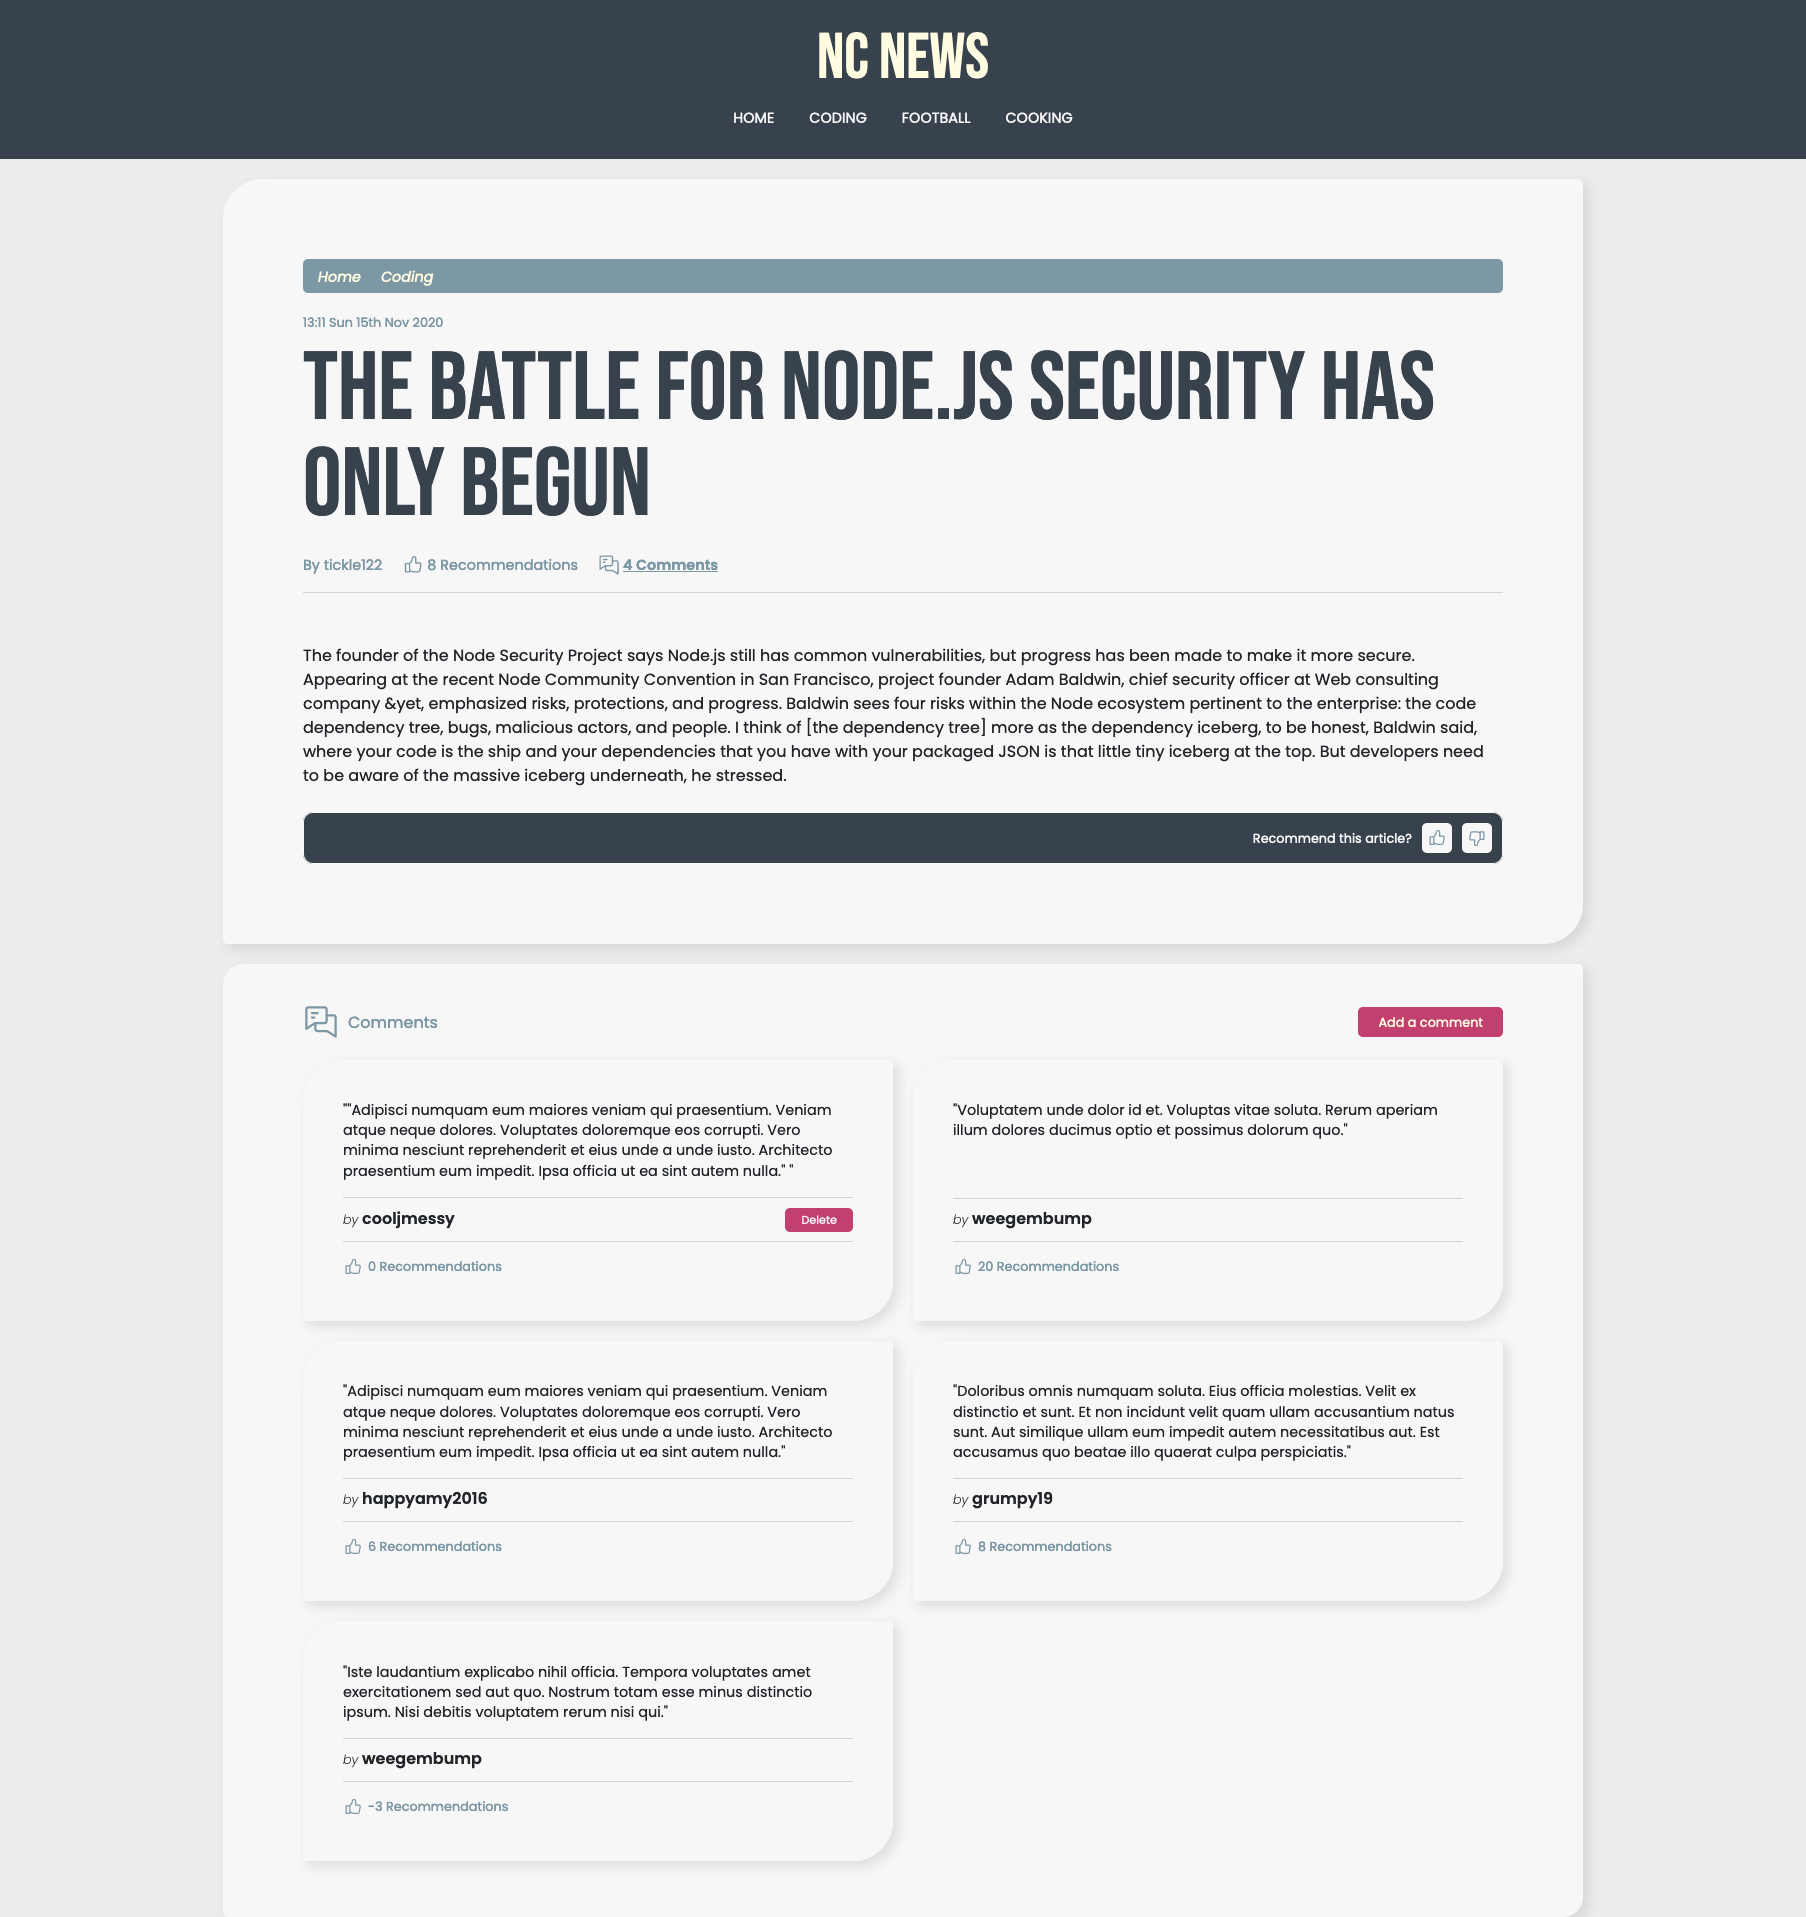 NC NEWS
HOME CODING FOOTBALL COOKING
Home Coding
13:11 Sun 15th Nov 2020
THE BATTLE FOR NODE.JS SECURITY HAS
ONLY BEGUN
By tickle122 8 Recommendations 4 Comments
The founder of the Node Security Project says Node.js still has common vulnerabilities, but progress has been made to make it more secure.
Appearing at the recent Node Community Convention in San Francisco, project founder Adam Baldwin, chief security officer at Web consulting
company &yet, emphasized risks, protections, and progress. Baldwin sees four risks within the Node ecosystem pertinent to the enterprise: the code
dependency tree, bugs, malicious actors, and people. I think of [the dependency tree] more as the dependency iceberg, to be honest, Baldwin said,
where your code is the ship and your dependencies that you have with your packaged JSON is that little tiny iceberg at the top. But developers need
to be aware of the massive iceberg underneath, he stressed.
Recommend this article?
Comments
Add a comment
""Adipisci numquam eum maiores veniam qui praesentium. Veniam
atque neque dolores. Voluptates doloremque eos corrupti. Vero
minima nesciunt reprehenderit et eius unde a unde iusto. Architecto
praesentium eum impedit. Ipsa officia ut ea sint autem nulla." "
by cooljmessy
Delete
0 Recommendations
"Voluptatem unde dolor id et. Voluptas vitae soluta. Rerum aperiam
illum dolores ducimus optio et possimus dolorum quo."
by weegembump
20 Recommendations
"Adipisci numquam eum maiores veniam qui praesentium. Veniam
atque neque dolores. Voluptates doloremque eos corrupti. Vero
minima nesciunt reprehenderit et eius unde a unde iusto. Architecto
praesentium eum impedit. Ipsa officia ut ea sint autem nulla."
by happyamy2016
6 Recommendations
"Doloribus omnis numquam soluta. Eius officia molestias. Velit ex
distinctio et sunt. Et non incidunt velit quam ullam accusantium natus
sunt. Aut similique ullam eum impedit autem necessitatibus aut. Est
accusamus quo beatae illo quaerat culpa perspiciatis."
by grumpy19
8 Recommendations
"Iste laudantium explicabo nihil officia. Tempora voluptates amet
exercitationem sed aut quo. Nostrum totam esse minus distinctio
ipsum. Nisi debitis voluptatem rerum nisi qui."
by weegembump
-3 Recommendations